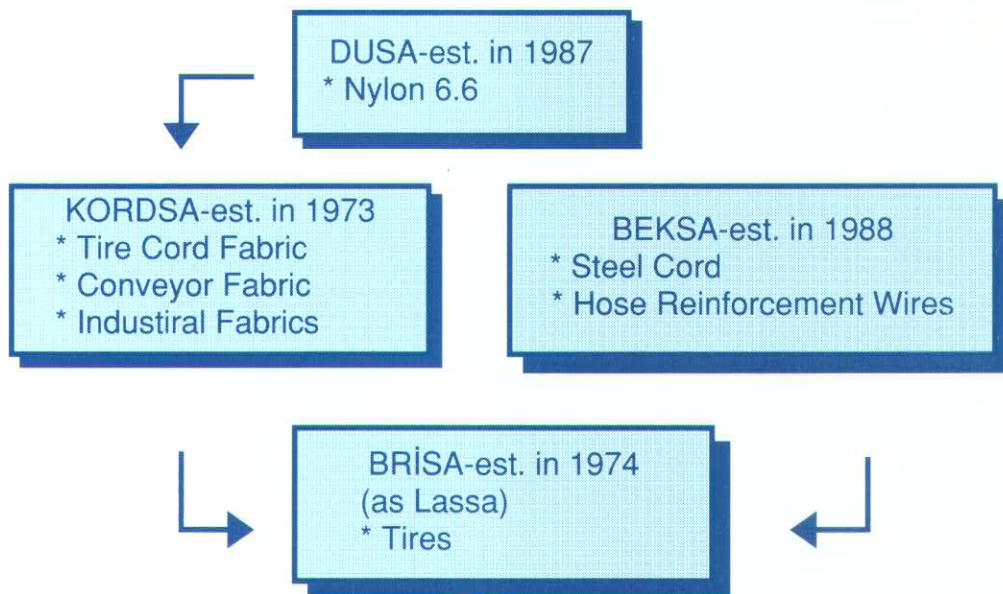 DUSA-est. in 1987
* Nylon 6.6
KORDSA-est. in 1973
* Tire Cord Fabric
* Conveyor Fabric
* Industiral Fabrics
BEKSA-est. in 1988
* Steel Cord
* Hose Reinforcement Wires
BRİSA-est. in 1974
(as Lassa)
* Tires